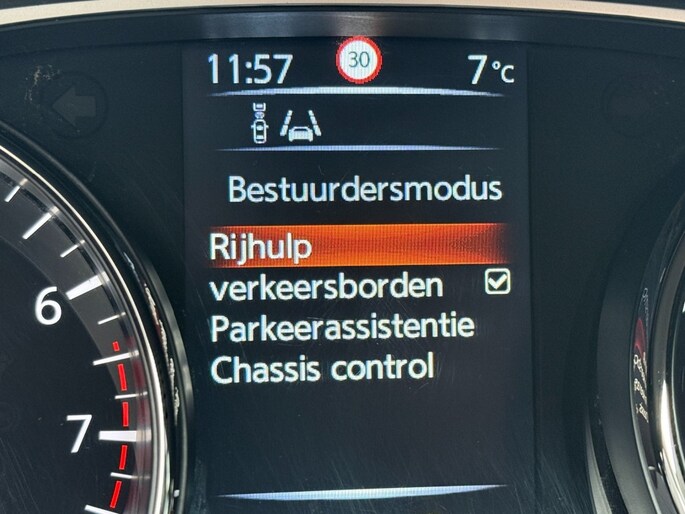 11:57 30 7°C
Bestuurdersmodus
Rijhulp
verkeersborden
Parkeerassistentie
Chassis control
6
7